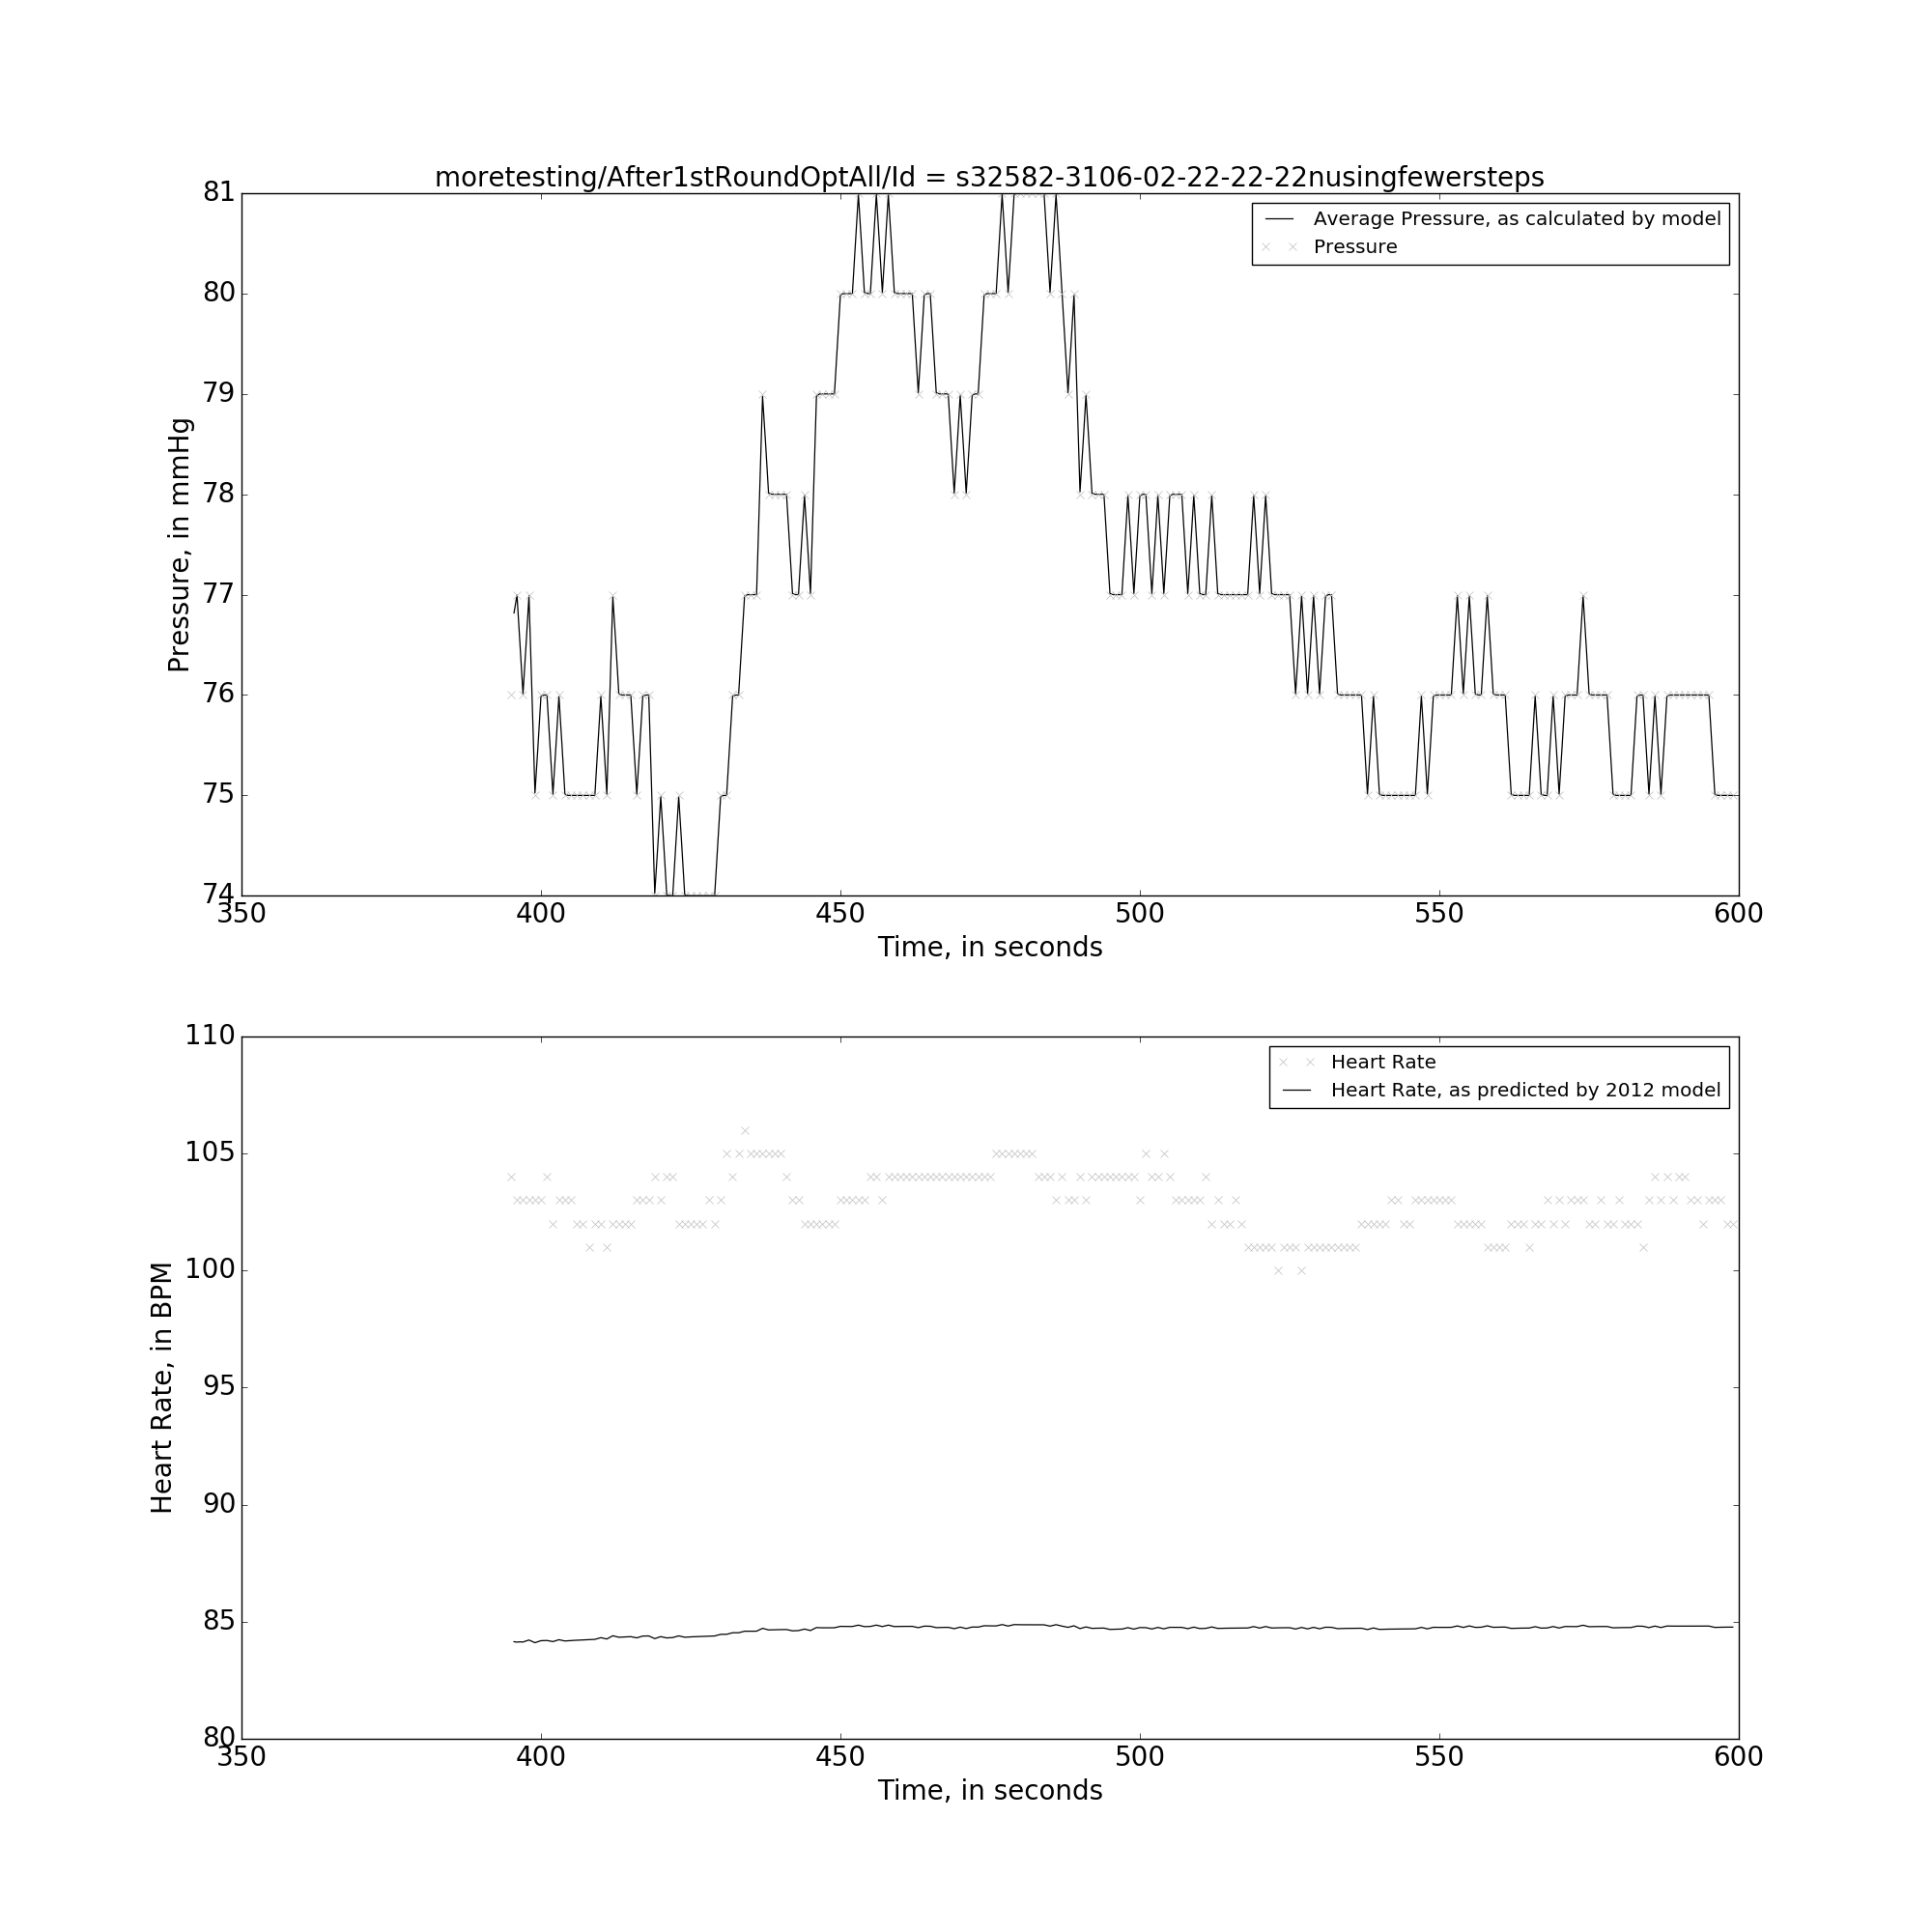 moretesting/After1stRoundOptAll/Id = s32582-3106-02-22-22-22nusingfewersteps
81
80
79
78
77
76
75
74
Pressure, in mmHg
Average Pressure, as calculated by model
Pressure
350 400 450 500 550 600
Time, in seconds
110
105
100
95
90
85
80
Heart Rate, in BPM
Heart Rate
Heart Rate, as predicted by 2012 model
350 400 450 500 550 600
Time, in seconds